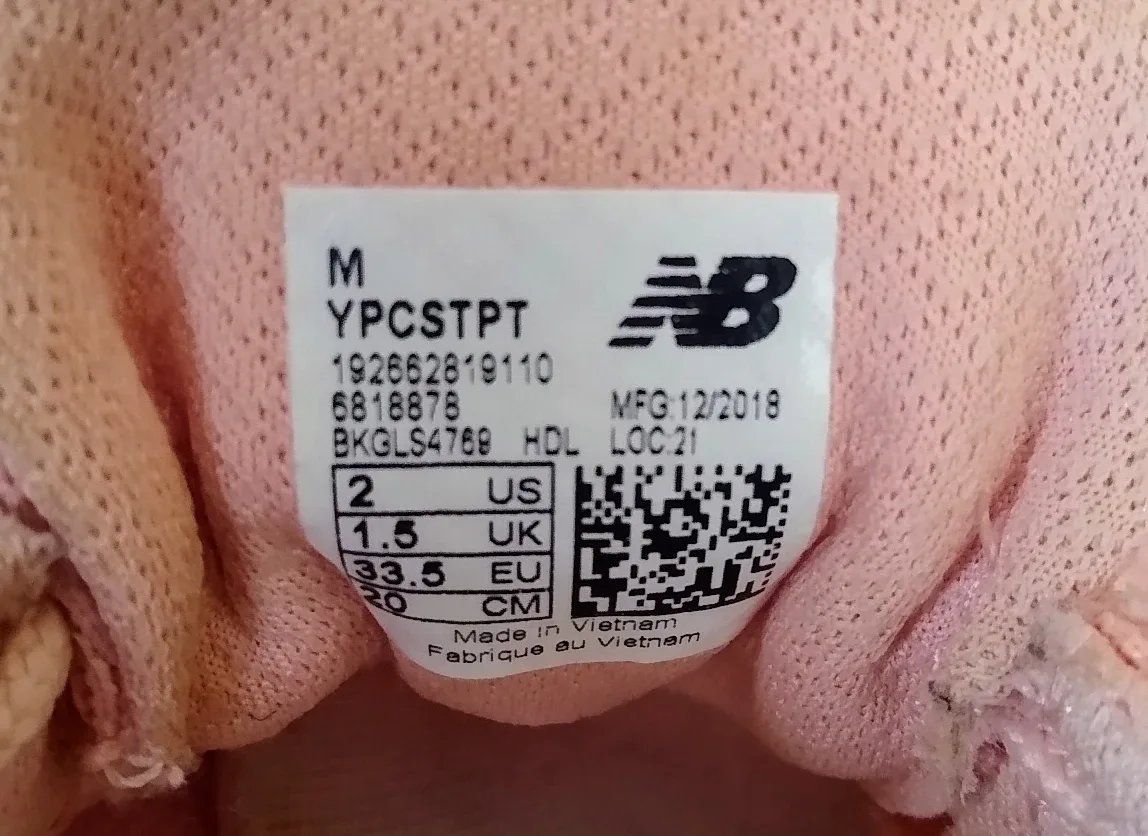 M
NB
YPCSTPT
192662819110
6818878
MFG:12/2018
BKGLS4769 HDL LOC:21
2 US
1.5 UK
33.5 EU
20 CM
Made in Vietnam
Fabrique au Vietnam